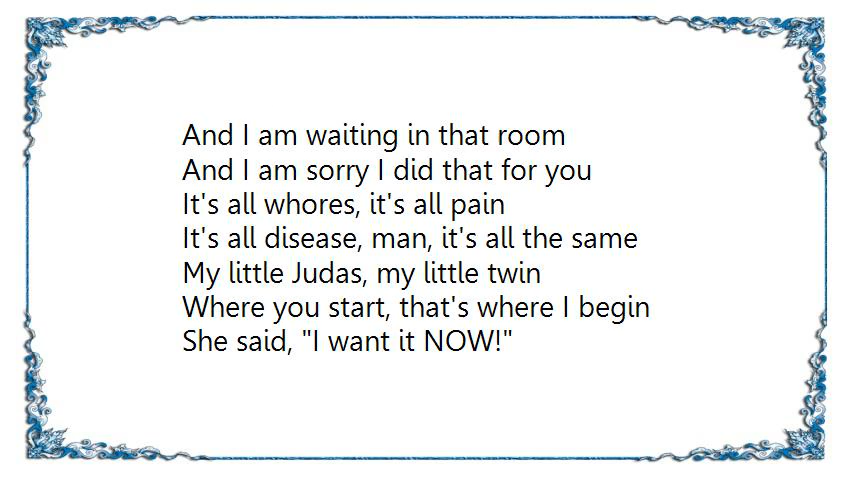 And I am waiting in that room
And I am sorry I did that for you
It's all whores, it's all pain
It's all disease, man, it's all the same
My little Judas, my little twin
Where you start, that's where I begin
She said, "I want it NOW!"